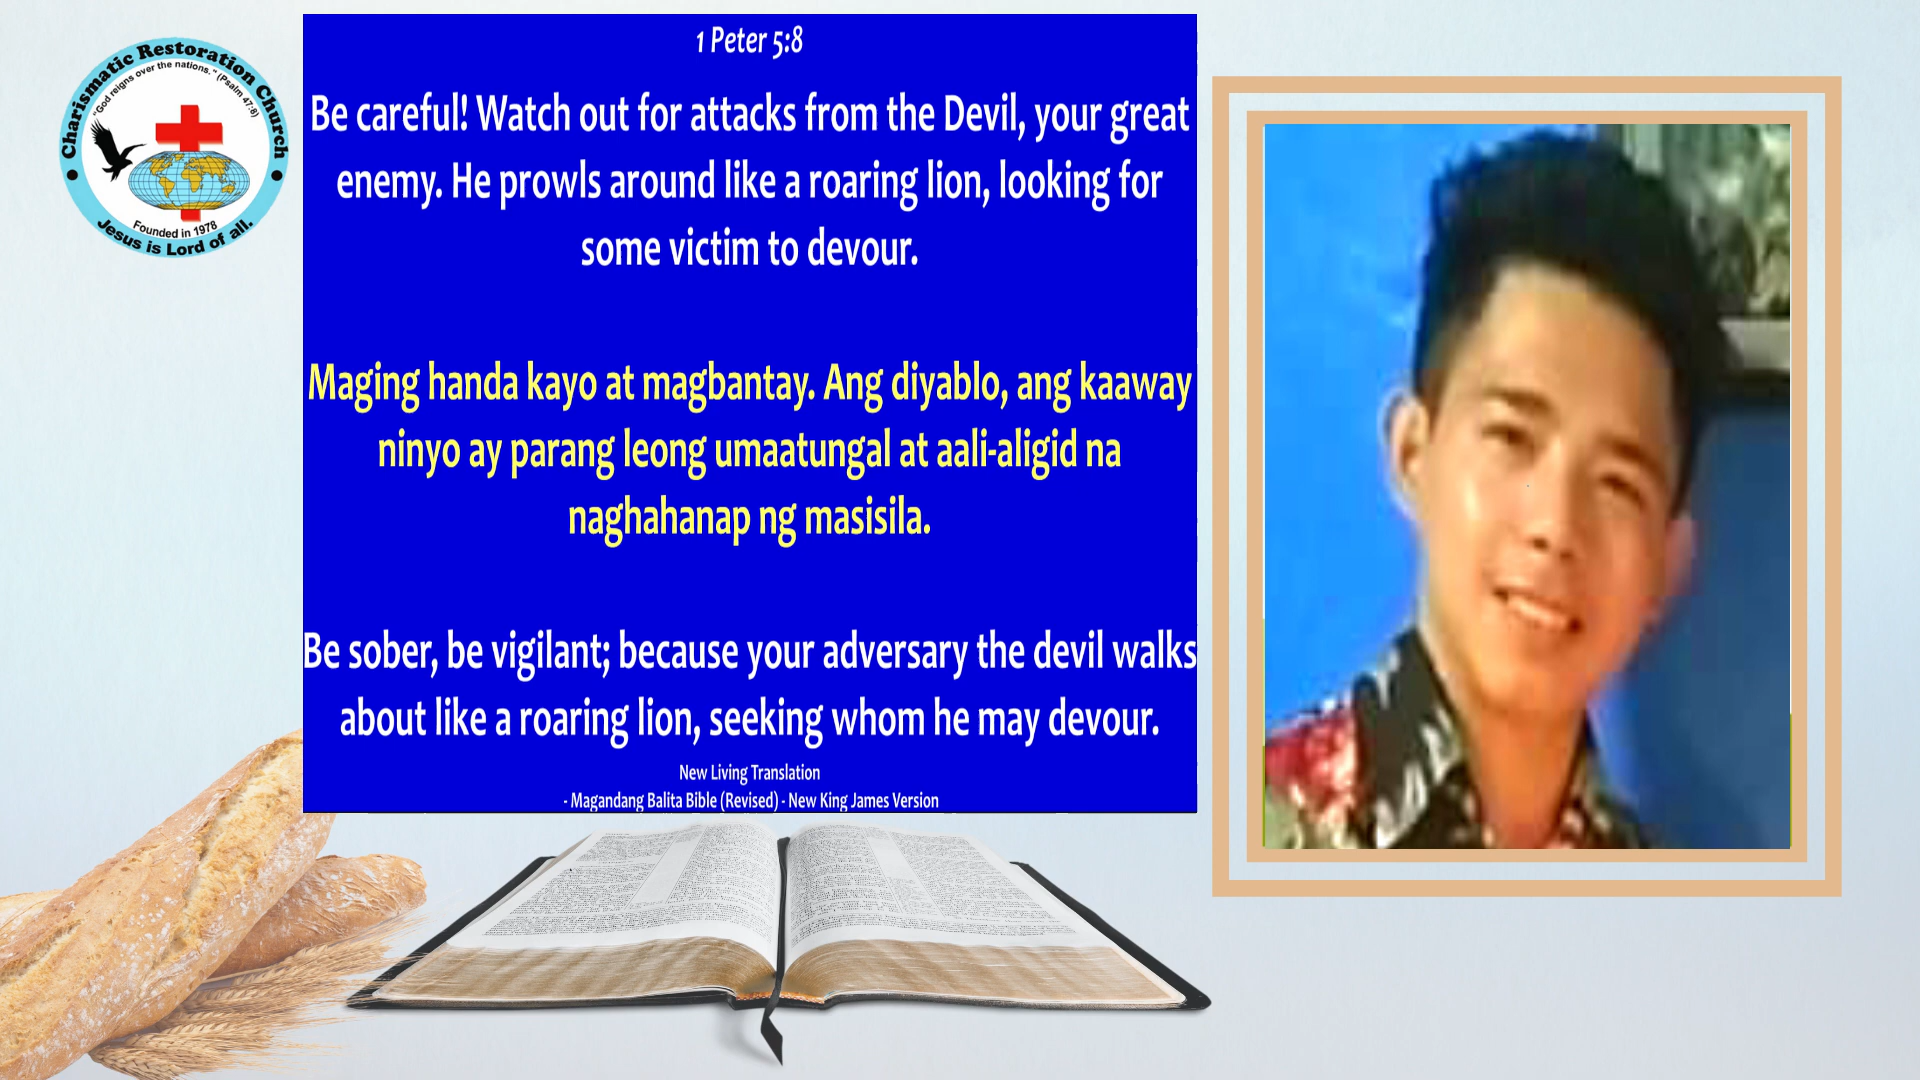 Charismatic Restoration Church
"God reigns over the nations." (Psalm 47:8)
Founded in 1978
Jesus is Lord of all.
1 Peter 5:8
Be careful! Watch out for attacks from the Devil, your great
enemy. He prowls around like a roaring lion, looking for
some victim to devour.
Maging handa kayo at magbantay. Ang diyablo, ang kaaway
ninyo ay parang leong umaatungal at aali-aligid na
naghahanap ng masisila.
Be sober, be vigilant; because your adversary the devil walks
about like a roaring lion, seeking whom he may devour.
New Living Translation
- Magandang Balita Bible (Revised) - New King James Version